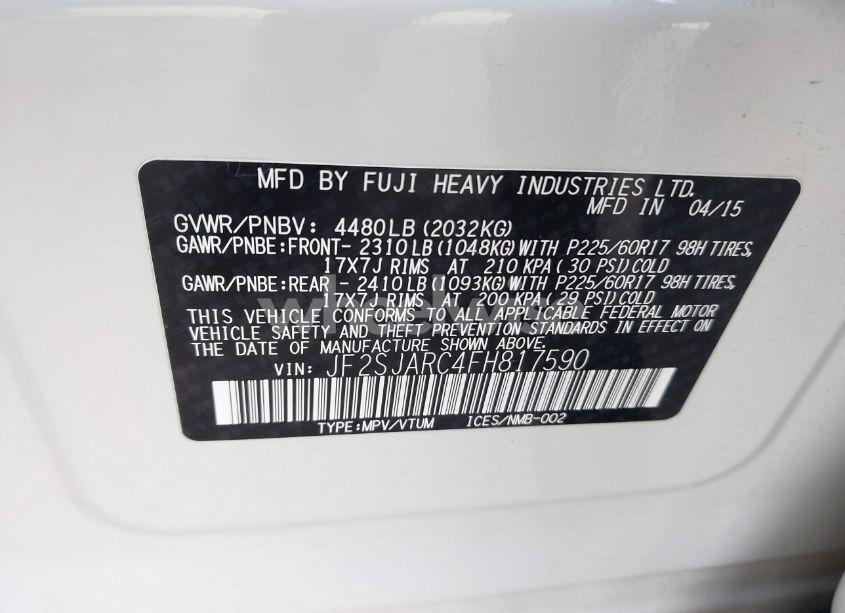 MFD BY FUJI HEAVY INDUSTRIES LTD.
MFD IN 04/15
GVWR/PNBV: 4480LB (2032KG)
GAWR/PNBE:FRONT- 2310LB (1048KG) WITH P225/60R17 98H TIRES,
17X7J RIMS AT 210 KPA ( 30 PSI) COLD
GAWR/PNBE:REAR - 2410LB (1093KG) WITH P225/60R17 98H TIRES,
17X7J RIMS AT 200 KPA ( 29 PSI) COLD
THIS VEHICLE CONFORMS TO ALL APPLICABLE FEDERAL MOTOR
VEHICLE SAFETY AND THEFT PREVENTION STANDARDS IN EFFECT ON
THE DATE OF MANUFACTURE SHOWN ABOVE.
VIN: JF2SJARC4FH817590
TYPE:MPV/VTUM ICES/NMB-002